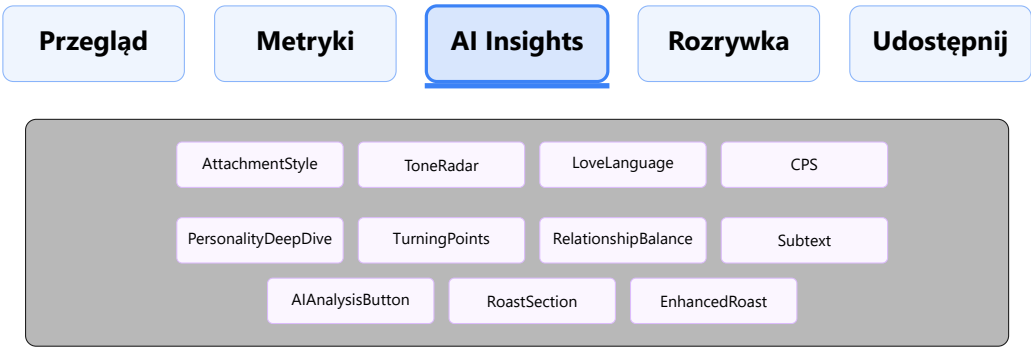 Przegląd Metryki AI Insights Rozrywka Udostępnij
AttachmentStyle ToneRadar LoveLanguage CPS
PersonalityDeepDive TurningPoints RelationshipBalance Subtext
AIAnalysisButton RoastSection EnhancedRoast